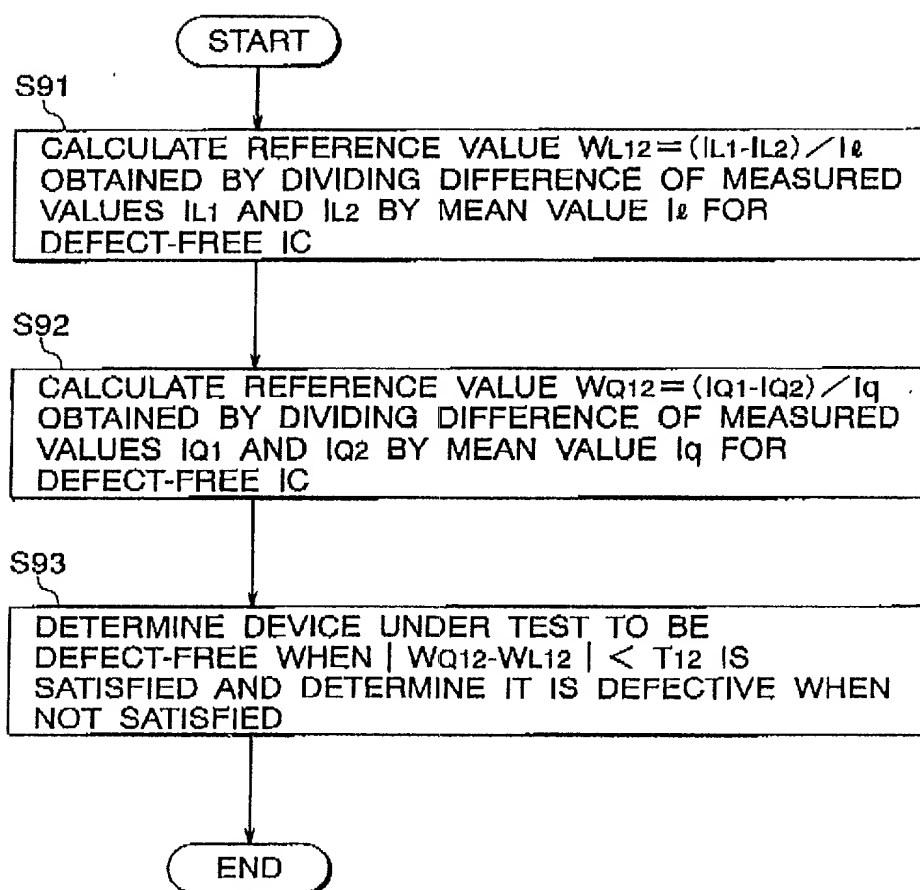 START
S91
CALCULATE REFERENCE VALUE WL12=(IL1-IL2)/Iℓ
OBTAINED BY DIVIDING DIFFERENCE OF MEASURED
VALUES IL1 AND IL2 BY MEAN VALUE Iℓ FOR
DEFECT-FREE IC
S92
CALCULATE REFERENCE VALUE WQ12=(IQ1-IQ2)/Iq
OBTAINED BY DIVIDING DIFFERENCE OF MEASURED
VALUES IQ1 AND IQ2 BY MEAN VALUE Iq FOR
DEFECT-FREE IC
S93
DETERMINE DEVICE UNDER TEST TO BE
DEFECT-FREE WHEN | WQ12-WL12 | < T12 IS
SATISFIED AND DETERMINE IT IS DEFECTIVE WHEN
NOT SATISFIED
END